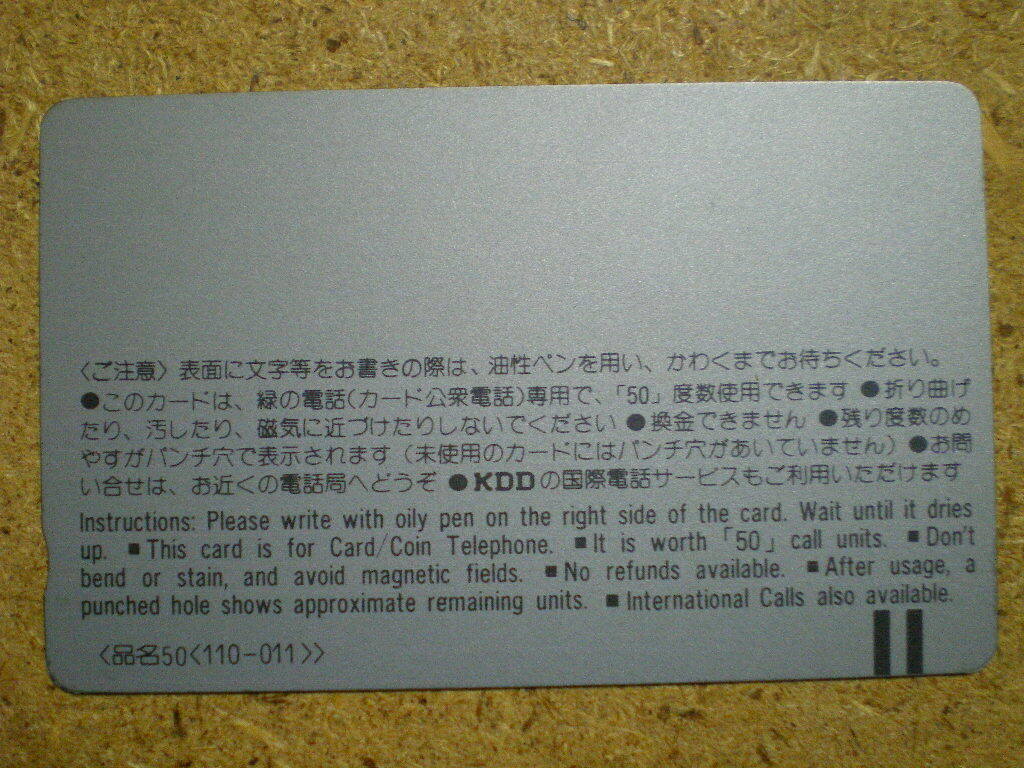 〈ご注意〉表面に文字等をお書きの際は、油性ペンを用い、かわくまでお待ちください。
●このカードは、緑の電話(カード公衆電話)専用で、「50」度数使用できます ●折り曲げ
たり、汚したり、磁気に近づけたりしないでください ●換金できません ●残り度数のめ
やすがパンチ穴で表示されます(未使用のカードにはパンチ穴があいていません) ●お問
い合せは、お近くの電話局へどうぞ ●KDDの国際電話サービスもご利用いただけます
Instructions: Please write with oily pen on the right side of the card. Wait until it dries
up. ■This card is for Card/Coin Telephone. ■It is worth「50」call units. ■Don't
bend or stain, and avoid magnetic fields. ■No refunds available. ■After usage, a
punched hole shows approximate remaining units. ■International Calls also available.
〈品名50〈110-011〉〉